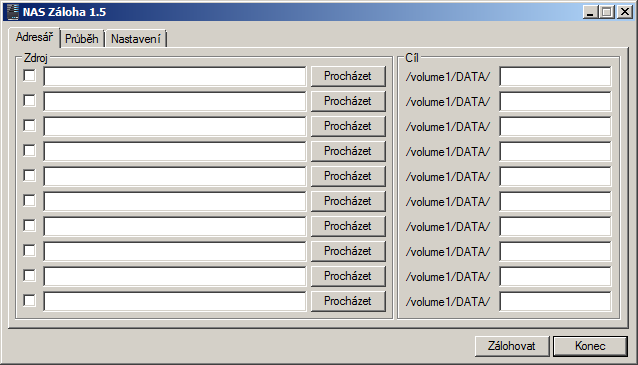 NAS Záloha 1.5
Adresář Průběh Nastavení
Zdroj Cíl
Procházet /volume1/DATA/
Procházet /volume1/DATA/
Procházet /volume1/DATA/
Procházet /volume1/DATA/
Procházet /volume1/DATA/
Procházet /volume1/DATA/
Procházet /volume1/DATA/
Procházet /volume1/DATA/
Procházet /volume1/DATA/
Procházet /volume1/DATA/
Zálohovat Konec